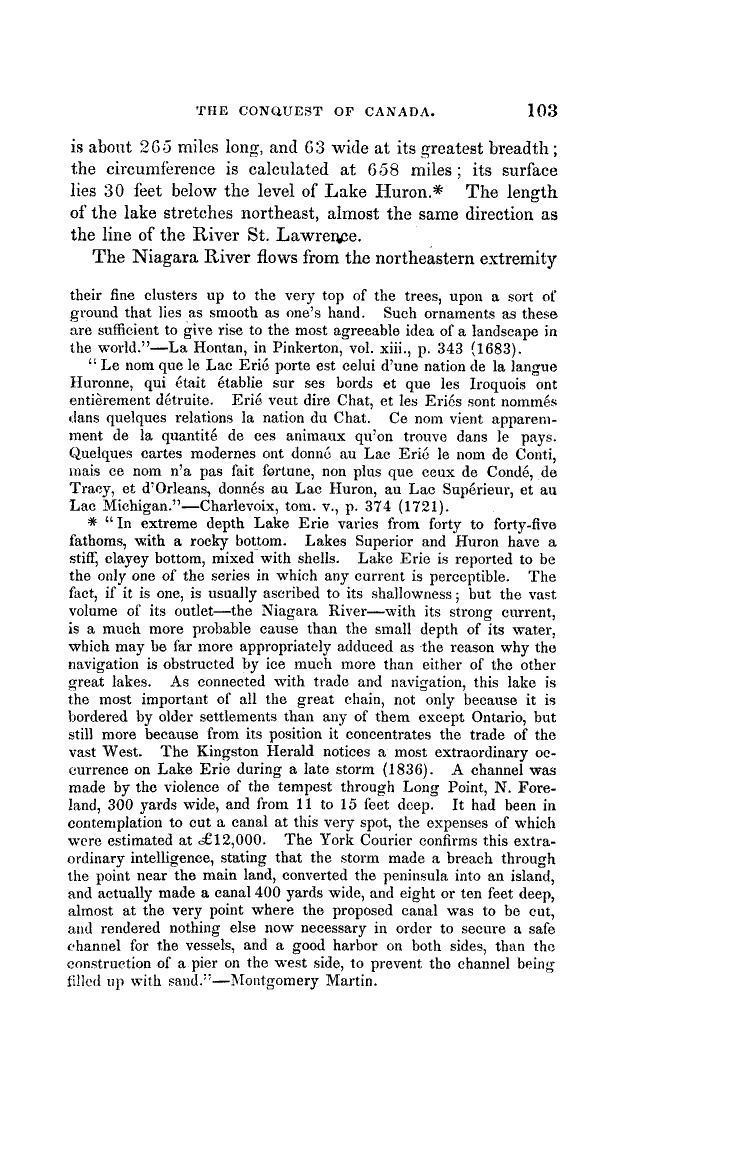 THE CONQUEST OF CANADA. 103
is about 265 miles long, and 63 wide at its greatest breadth;
the circumference is calculated at 658 miles; its surface
lies 30 feet below the level of Lake Huron.* The length
of the lake stretches northeast, almost the same direction as
the line of the River St. Lawrence.
The Niagara River flows from the northeastern extremity
their fine clusters up to the very top of the trees, upon a sort of
ground that lies as smooth as one's hand. Such ornaments as these
are sufficient to give rise to the most agreeable idea of a landscape in
the world."—La Hontan, in Pinkerton, vol. xiii., p. 343 (1683).
"Le nom que le Lac Erié porte est celui d'une nation de la langue
Huronne, qui était établie sur ses bords et que les Iroquois ont
entièrement détruite. Erié veut dire Chat, et les Eriés sont nommés
dans quelques relations la nation du Chat. Ce nom vient apparem-
ment de la quantité de ces animaux qu'on trouve dans le pays.
Quelques cartes modernes ont donné au Lac Erié le nom de Conti,
mais ce nom n'a pas fait fortune, non plus que ceux de Condé, de
Tracy, et d'Orleans, donnés au Lac Huron, au Lac Supérieur, et au
Lac Michigan."—Charlevoix, tom. v., p. 374 (1721).
* "In extreme depth Lake Erie varies from forty to forty-five
fathoms, with a rocky bottom. Lakes Superior and Huron have a
stiff, clayey bottom, mixed with shells. Lake Erie is reported to be
the only one of the series in which any current is perceptible. The
fact, if it is one, is usually ascribed to its shallowness; but the vast
volume of its outlet—the Niagara River—with its strong current,
is a much more probable cause than the small depth of its water,
which may be far more appropriately adduced as the reason why the
navigation is obstructed by ice much more than either of the other
great lakes. As connected with trade and navigation, this lake is
the most important of all the great chain, not only because it is
bordered by older settlements than any of them except Ontario, but
still more because from its position it concentrates the trade of the
vast West. The Kingston Herald notices a most extraordinary oc-
currence on Lake Erie during a late storm (1836). A channel was
made by the violence of the tempest through Long Point, N. Fore-
land, 300 yards wide, and from 11 to 15 feet deep. It had been in
contemplation to cut a canal at this very spot, the expenses of which
were estimated at £12,000. The York Courier confirms this extra-
ordinary intelligence, stating that the storm made a breach through
the point near the main land, converted the peninsula into an island,
and actually made a canal 400 yards wide, and eight or ten feet deep,
almost at the very point where the proposed canal was to be cut,
and rendered nothing else now necessary in order to secure a safe
channel for the vessels, and a good harbor on both sides, than the
construction of a pier on the west side, to prevent the channel being
filled up with sand."—Montgomery Martin.